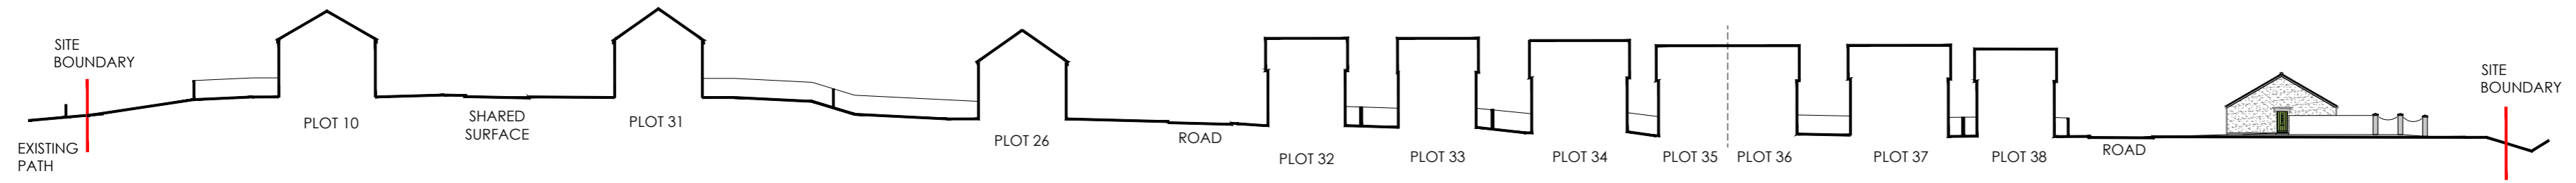 SITE
BOUNDARY
EXISTING
PATH
PLOT 10
SHARED
SURFACE
PLOT 31
PLOT 26
ROAD
PLOT 32
PLOT 33
PLOT 34
PLOT 35
PLOT 36
PLOT 37
PLOT 38
ROAD
SITE
BOUNDARY